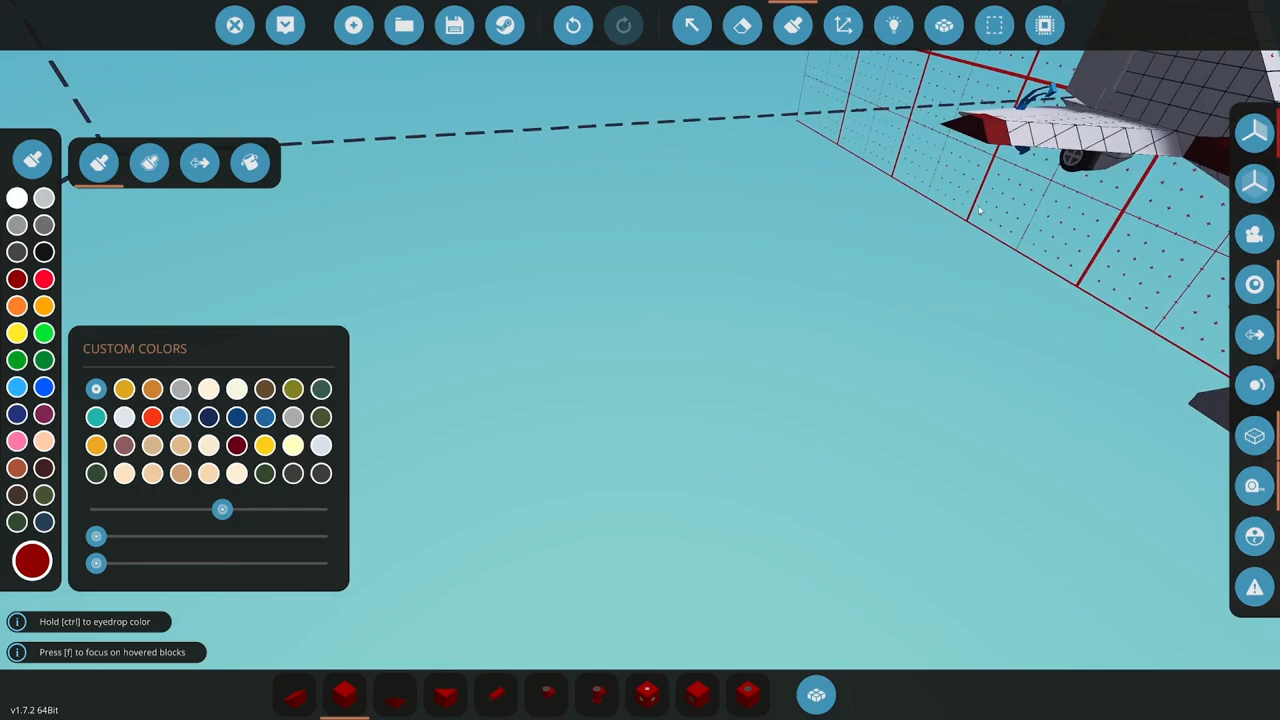 CUSTOM COLORS
Hold [ctrl] to eyedrop color
Press [f] to focus on hovered blocks
v1.7.2 64Bit